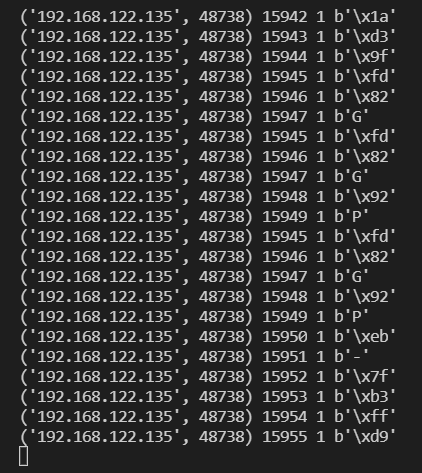 ('192.168.122.135', 48738) 15942 1 b'\x1a'
('192.168.122.135', 48738) 15943 1 b'\xd3'
('192.168.122.135', 48738) 15944 1 b'\x9f'
('192.168.122.135', 48738) 15945 1 b'\xfd'
('192.168.122.135', 48738) 15946 1 b'\x82'
('192.168.122.135', 48738) 15947 1 b'G'
('192.168.122.135', 48738) 15945 1 b'\xfd'
('192.168.122.135', 48738) 15946 1 b'\x82'
('192.168.122.135', 48738) 15947 1 b'G'
('192.168.122.135', 48738) 15948 1 b'\x92'
('192.168.122.135', 48738) 15949 1 b'P'
('192.168.122.135', 48738) 15945 1 b'\xfd'
('192.168.122.135', 48738) 15946 1 b'\x82'
('192.168.122.135', 48738) 15947 1 b'G'
('192.168.122.135', 48738) 15948 1 b'\x92'
('192.168.122.135', 48738) 15949 1 b'P'
('192.168.122.135', 48738) 15950 1 b'\xeb'
('192.168.122.135', 48738) 15951 1 b'-'
('192.168.122.135', 48738) 15952 1 b'\x7f'
('192.168.122.135', 48738) 15953 1 b'\xb3'
('192.168.122.135', 48738) 15954 1 b'\xff'
('192.168.122.135', 48738) 15955 1 b'\xd9'